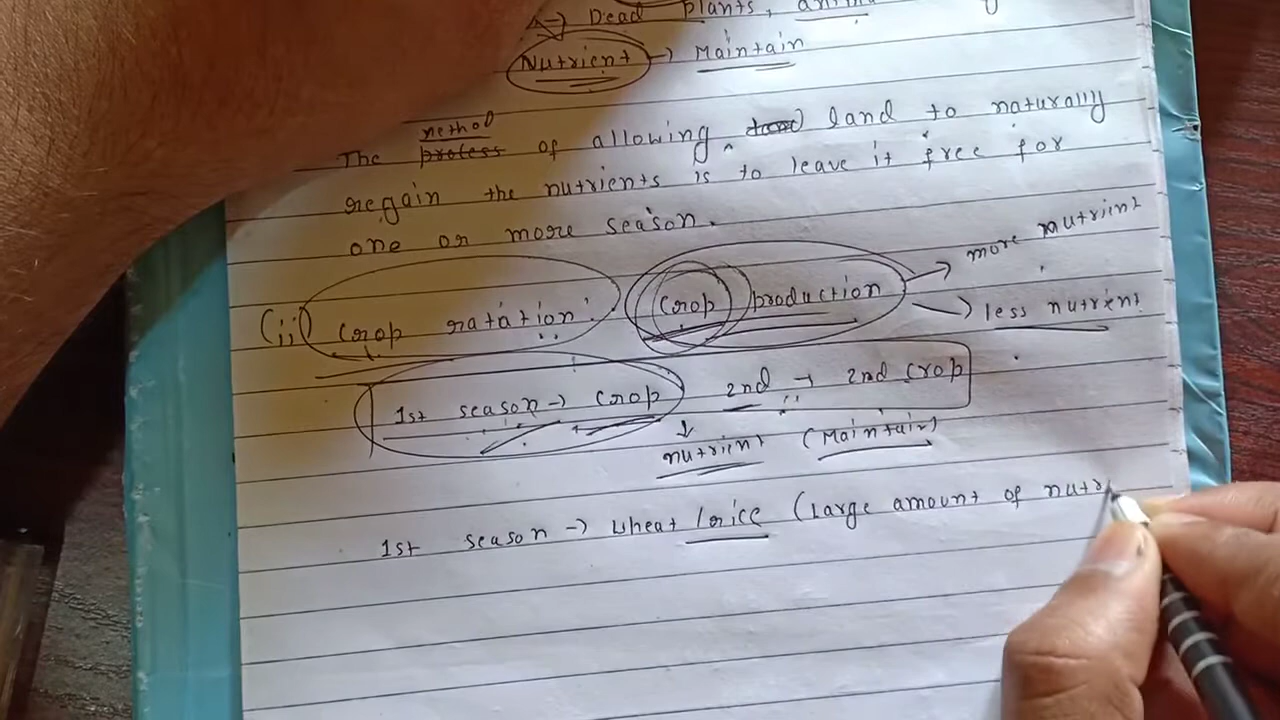 → Dead plants,
Nutrient → Maintain
The process method of allowing land to naturally
regain the nutrients is to leave it free for
one or more season.
(ii) crop ratation: crop production → more nutrient
→ less nutrient
1st season → crop 2nd → 2nd crop
↓ nutrient (Maintain)
1st season → wheat /rice (Large amount of nutr